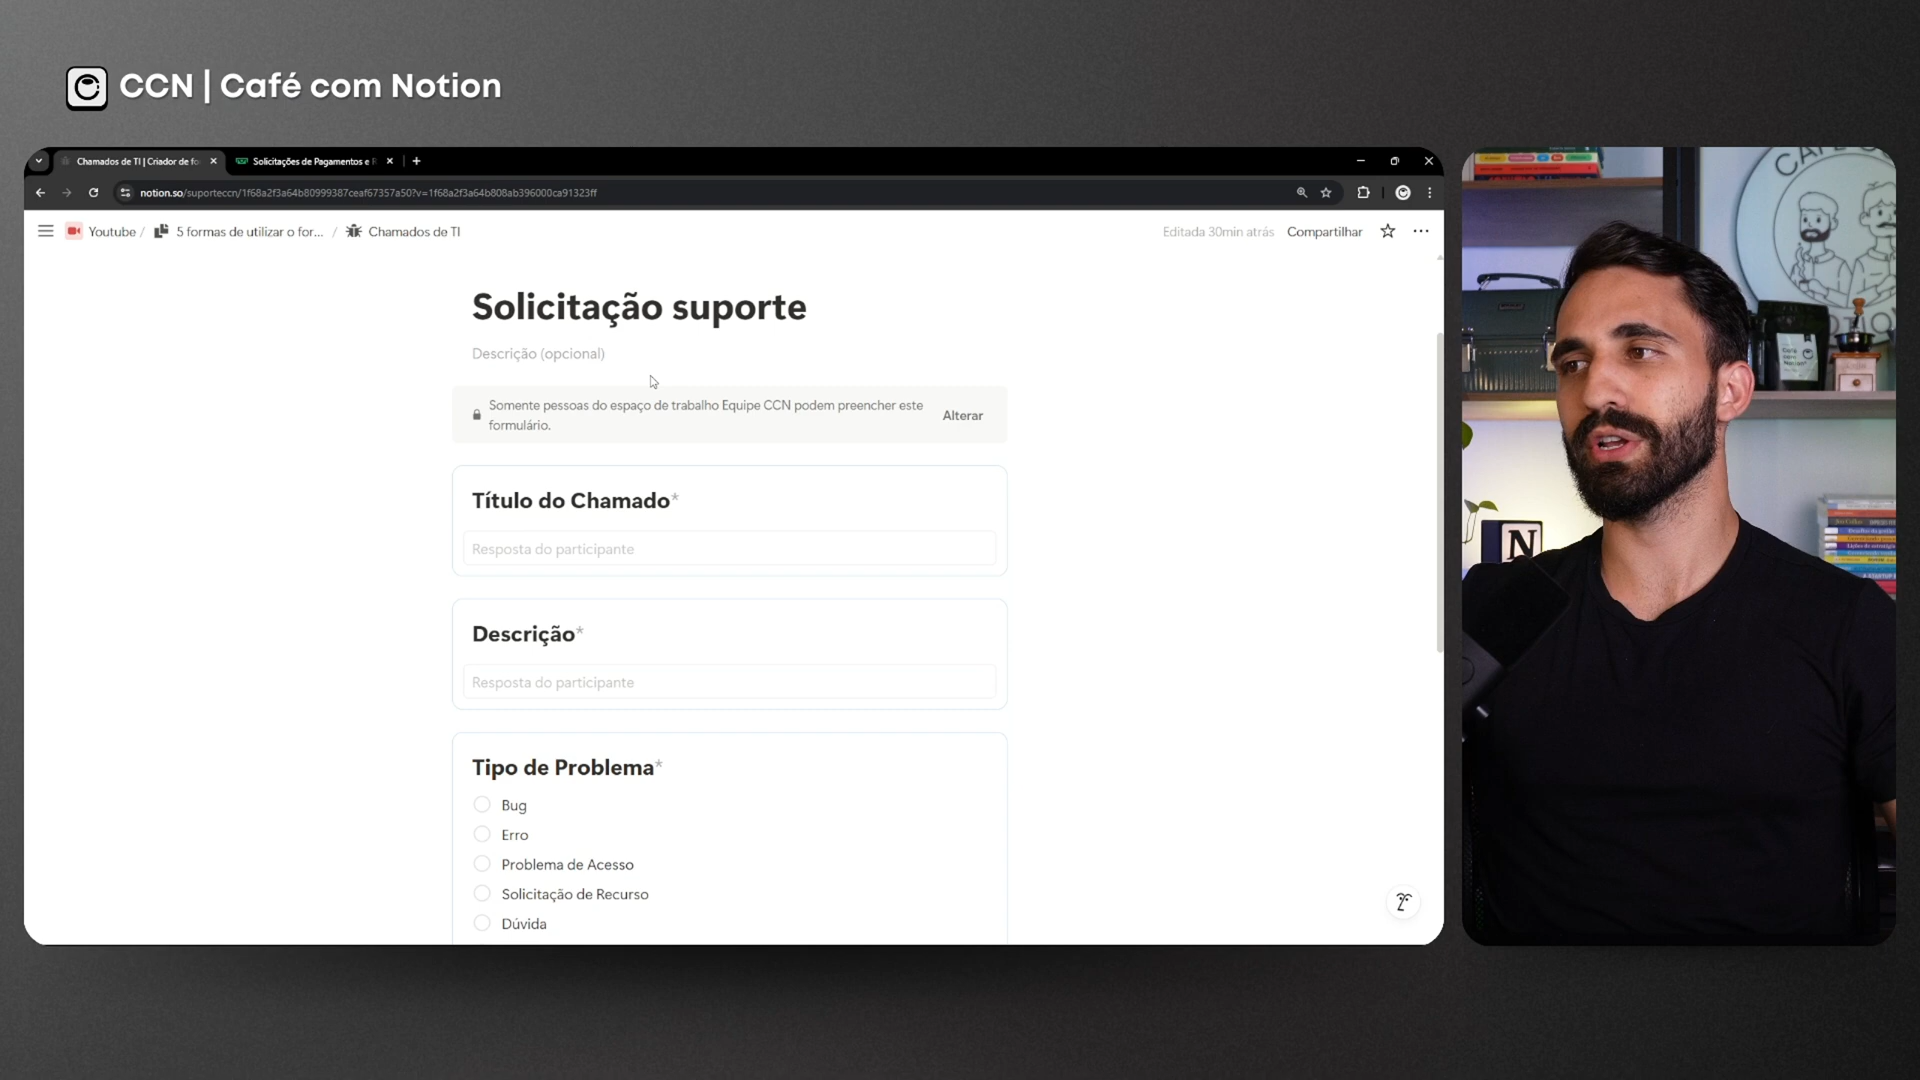 CCN | Café com Notion
Chamados de TI | Criador de fo
Solicitações de Pagamentos e R
notion.so/suporteccn/1f68a2f3a64b80999387ceaf67357a50?v=1f68a2f3a64b808ab396000ca91323ff
Youtube / 5 formas de utilizar o for... / Chamados de TI
Editada 30min atrás Compartilhar
Solicitação suporte
Descrição (opcional)
Somente pessoas do espaço de trabalho Equipe CCN podem preencher este
formulário.
Alterar
Título do Chamado*
Resposta do participante
Descrição*
Resposta do participante
Tipo de Problema*
Bug
Erro
Problema de Acesso
Solicitação de Recurso
Dúvida
N